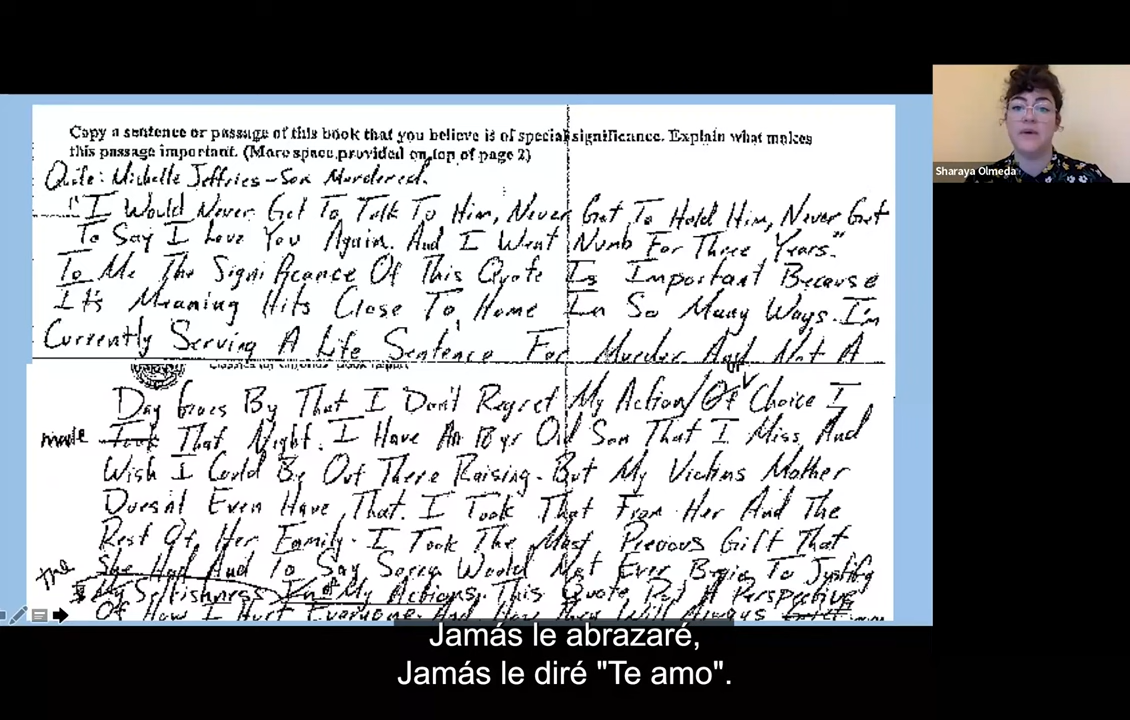 Copy a sentence or passage of this book that you believe is of special significance. Explain what makes
this passage important. (More space provided on top of page 2)
Quite: Michelle Jeffries - Son Murdered.
"I Would Never Get To Talk To Him, Never Get To Hold Him, Never Get
To Say I Love You Again. And I Went Numb For Three Years."
To Me The Significance Of This Quote Is Important Because
It's Meaning Hits Close To Home In So Many Ways. I'm
Currently Serving A Life Sentence For Murder And Not A
Day Goes By That I Don't Regret My Action/Of or Choice I
made Took That Night. I Have An 18 yr Old Son That I Miss And
Wish I Could Be Out There Raising. But My Victims Mother
Doesnt Even Have That. I Took That From Her And The
Rest Of Her Family. I Took The Most Precious Gift That
She Had And To Say Sorry Would Not Ever Begin To Justify
the My Selfishness of My Actions. This Quote Put A Perspective
Of How I Hurt Everyone And How They Will Always
Sharaya Olmeda
Jamás le abrazaré,
Jamás le diré "Te amo".